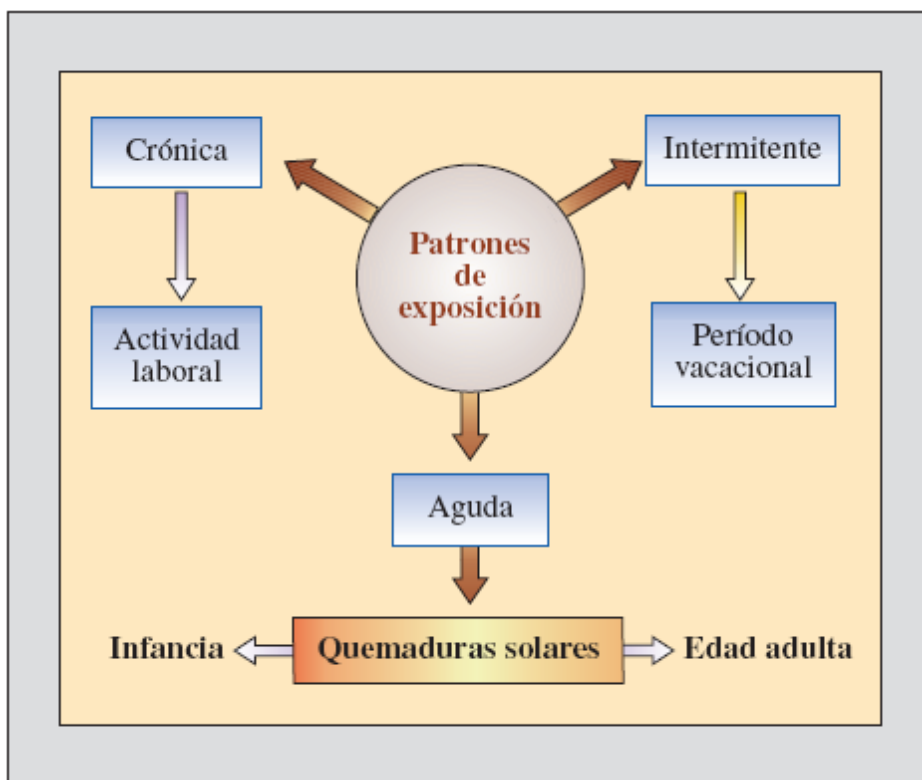 Crónica
Intermitente
Patrones
de
exposición
Actividad
laboral
Período
vacacional
Aguda
Infancia
Quemaduras solares
Edad adulta